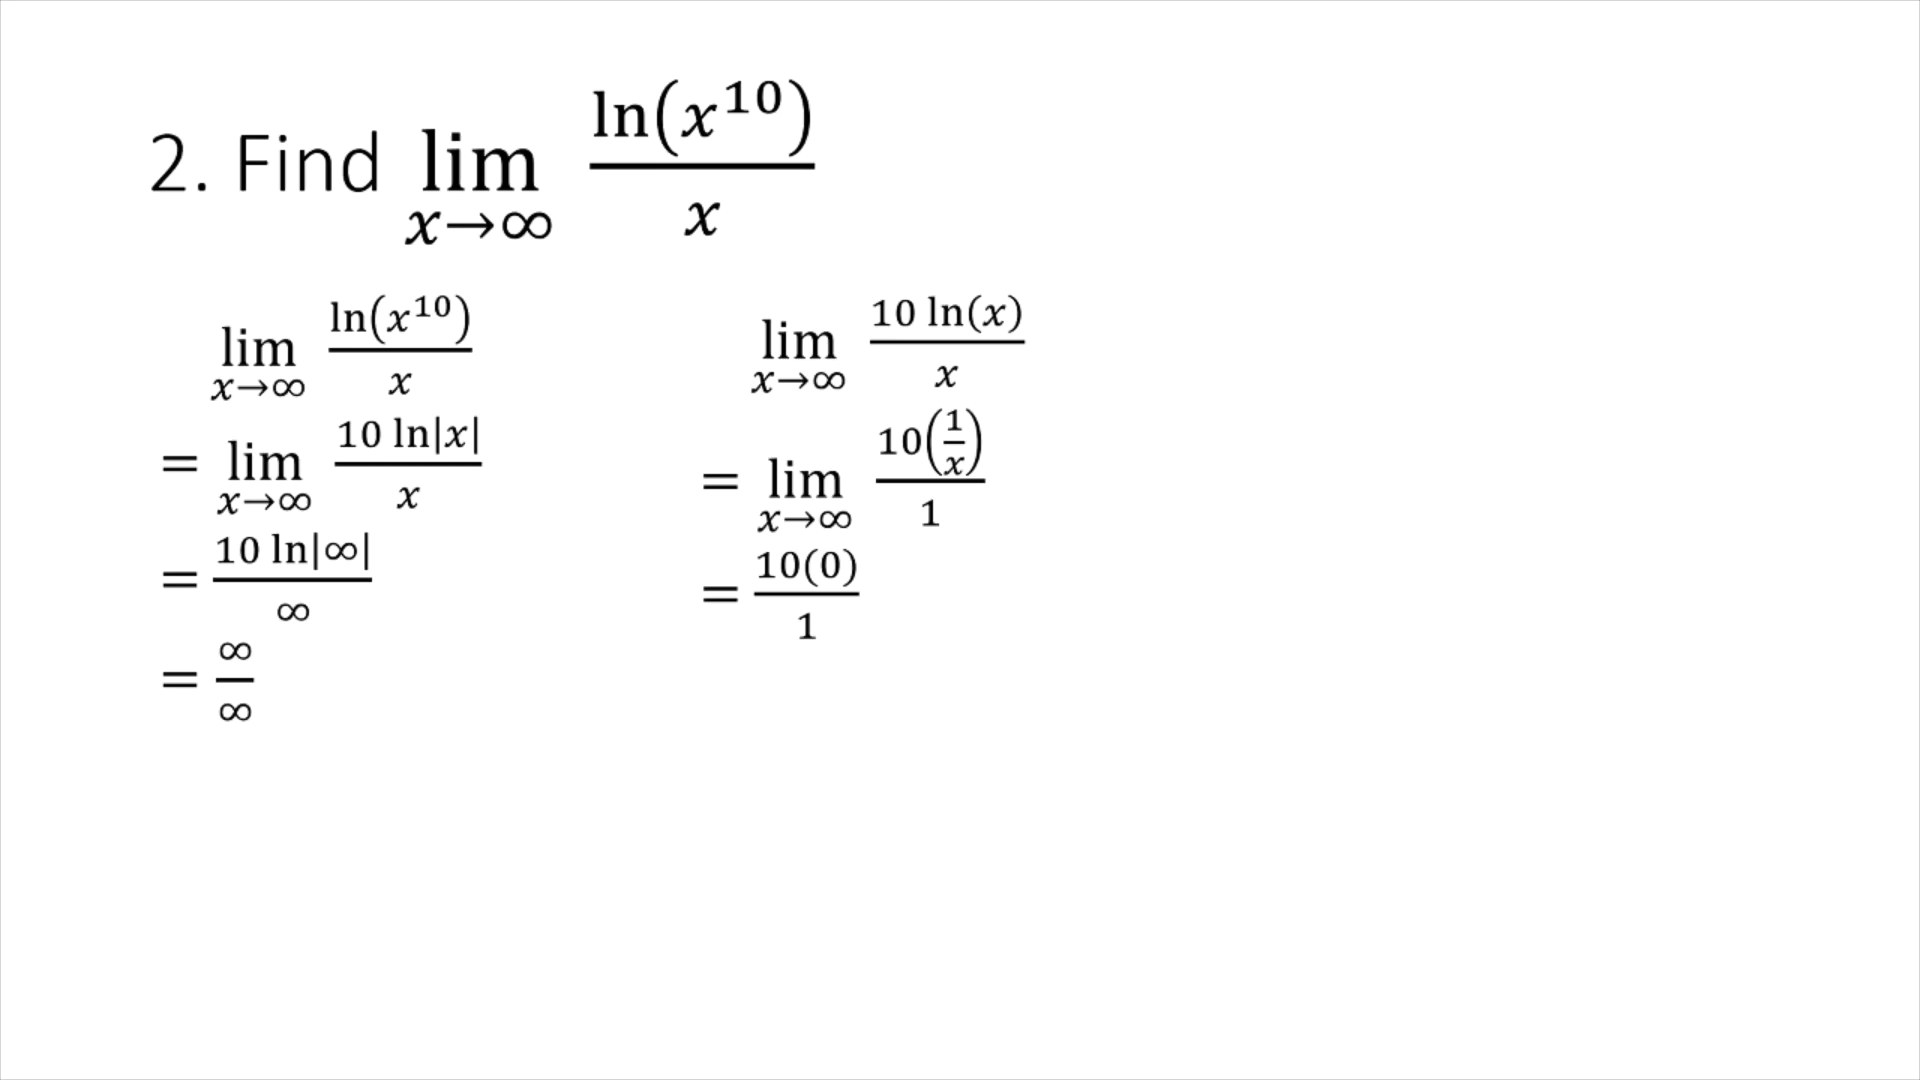 2. Find lim_{x→∞} ln(x^{10})/x
lim_{x→∞} ln(x^{10})/x
= lim_{x→∞} 10 ln|x|/x
= 10 ln|∞|/∞
= ∞/∞
lim_{x→∞} 10 ln(x)/x
= lim_{x→∞} 10(1/x)/1
= 10(0)/1